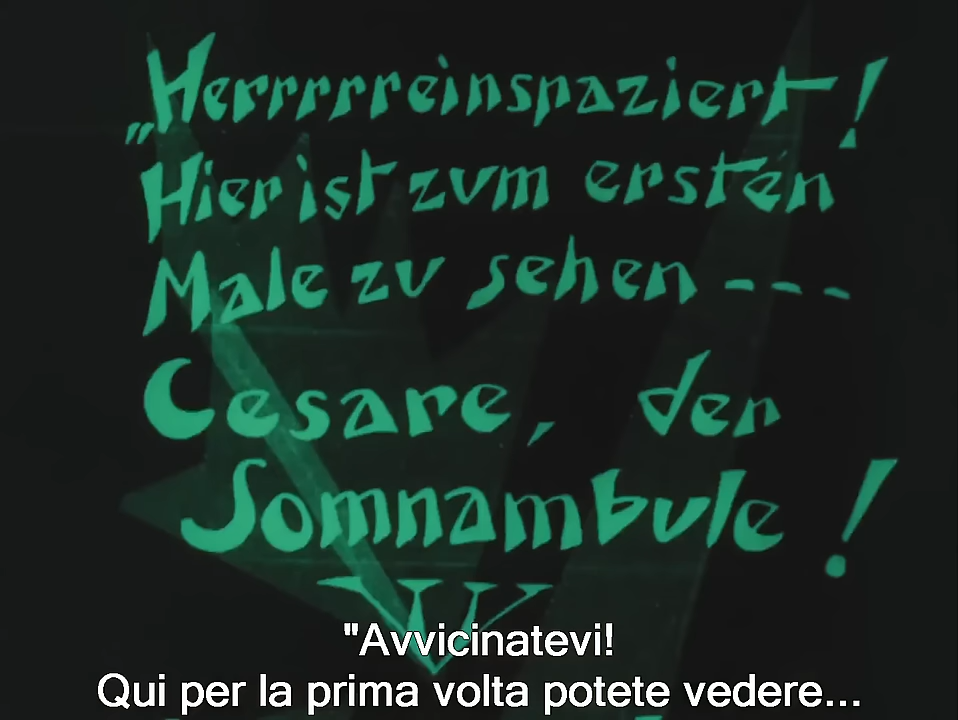 „Herrrrreinspaziert!
Hier ist zum ersten
Male zu sehen ---
Cesare, der
Somnambule!
"Avvicinatevi!
Qui per la prima volta potete vedere...